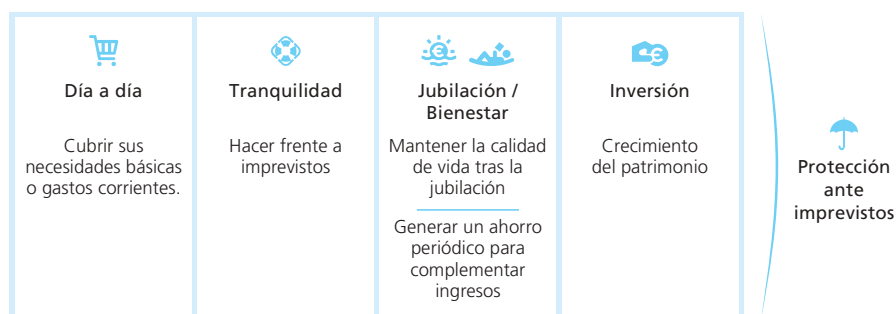 Día a día
Cubrir sus
necesidades básicas
o gastos corrientes.
Tranquilidad
Hacer frente a
imprevistos
Jubilación /
Bienestar
Mantener la calidad
de vida tras la
jubilación
Generar un ahorro
periódico para
complementar
ingresos
Inversión
Crecimiento
del patrimonio
Protección
ante
imprevistos